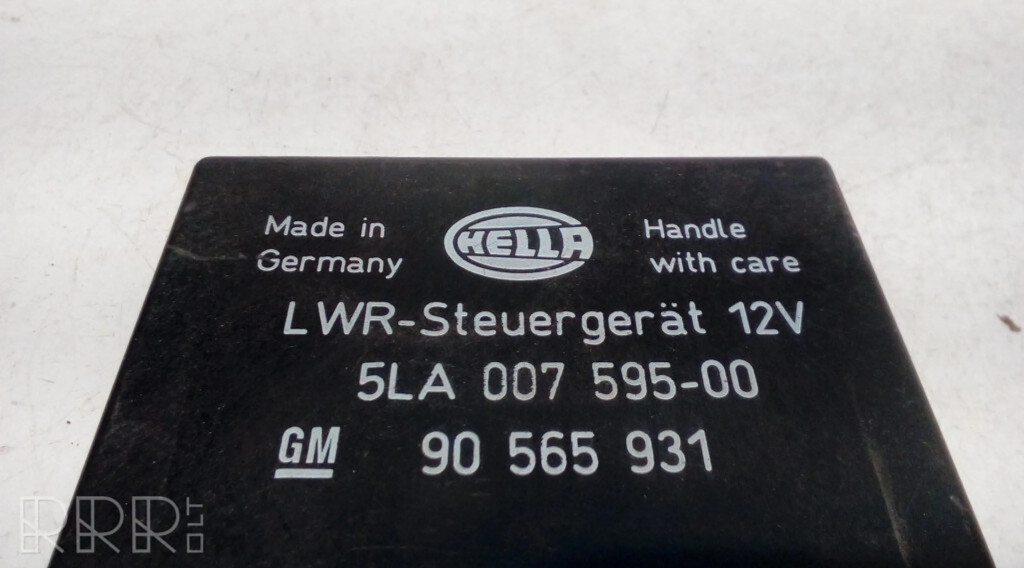 Made in
Germany
HELLA
Handle
with care
LWR-Steuergerät 12V
5LA 007 595-00
GM 90 565 931
RRR.LT